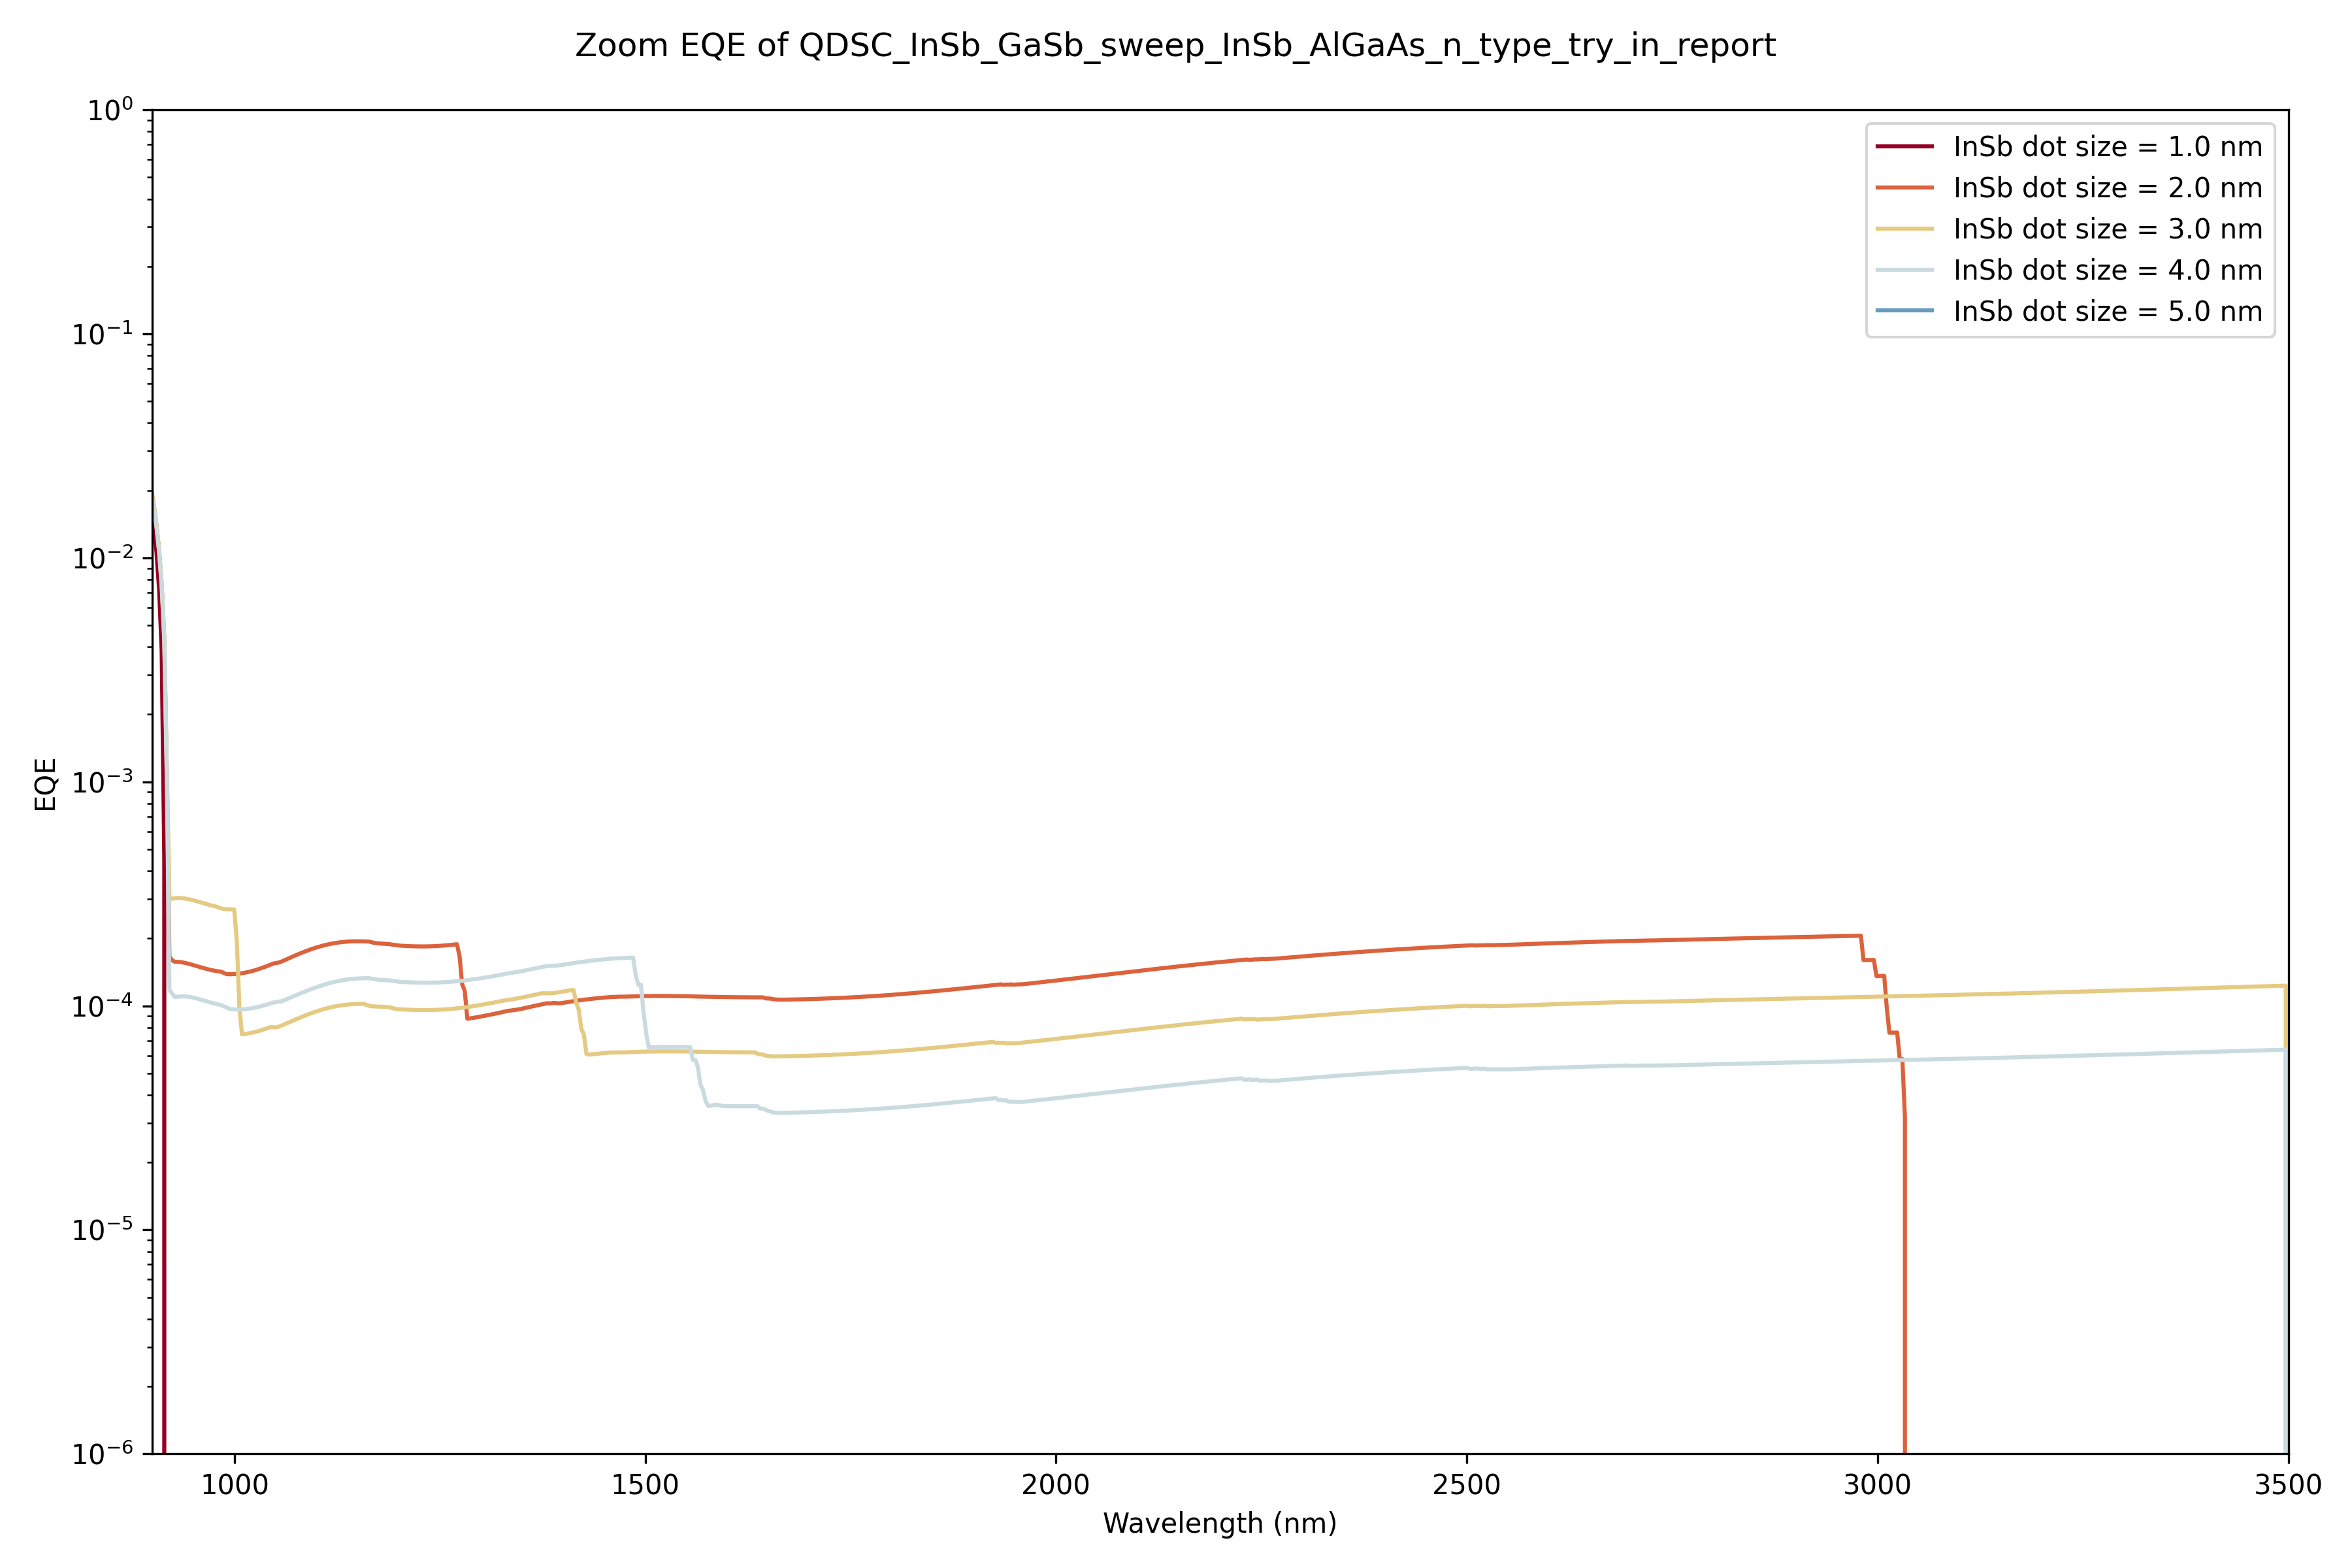 Zoom EQE of QDSC_InSb_GaSb_sweep_InSb_AlGaAs_n_type_try_in_report
10⁰
10⁻¹
10⁻²
10⁻³
10⁻⁴
10⁻⁵
10⁻⁶
EQE
InSb dot size = 1.0 nm
InSb dot size = 2.0 nm
InSb dot size = 3.0 nm
InSb dot size = 4.0 nm
InSb dot size = 5.0 nm
1000 1500 2000 2500 3000 3500
Wavelength (nm)